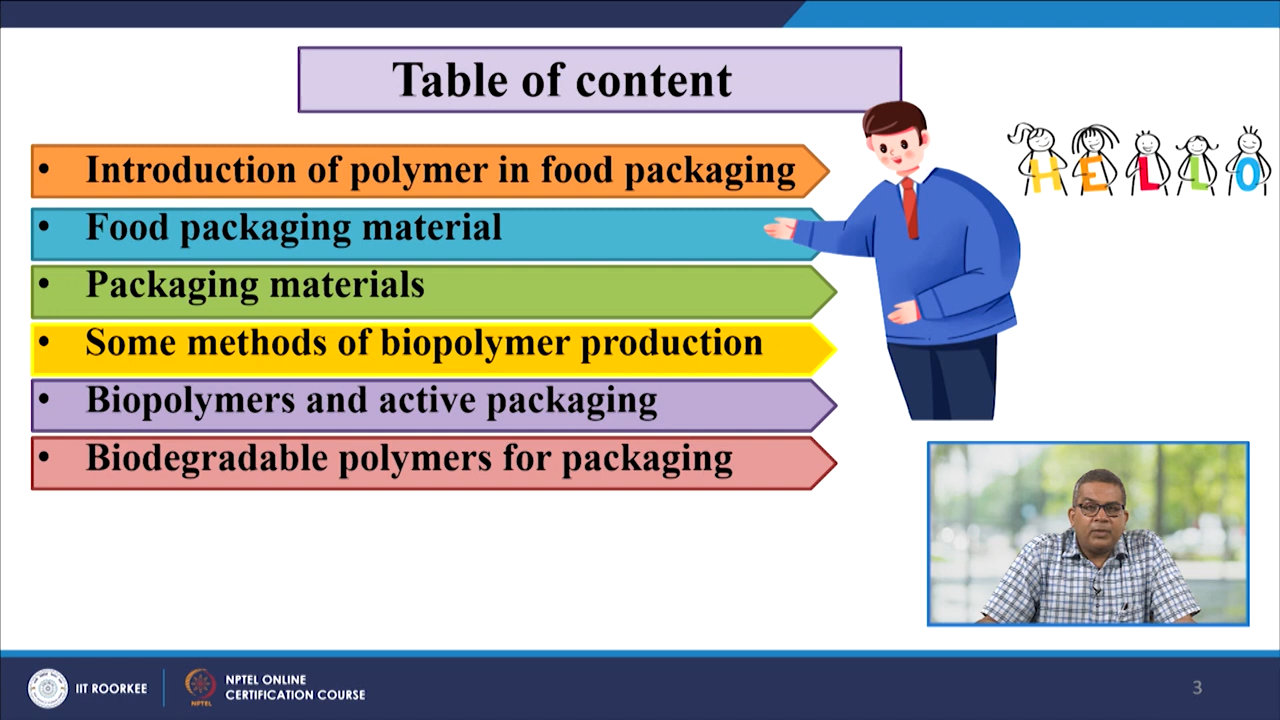 Table of content
• Introduction of polymer in food packaging
• Food packaging material
• Packaging materials
• Some methods of biopolymer production
• Biopolymers and active packaging
• Biodegradable polymers for packaging
HELLO
IIT ROORKEE
NPTEL
NPTEL ONLINE
CERTIFICATION COURSE
3